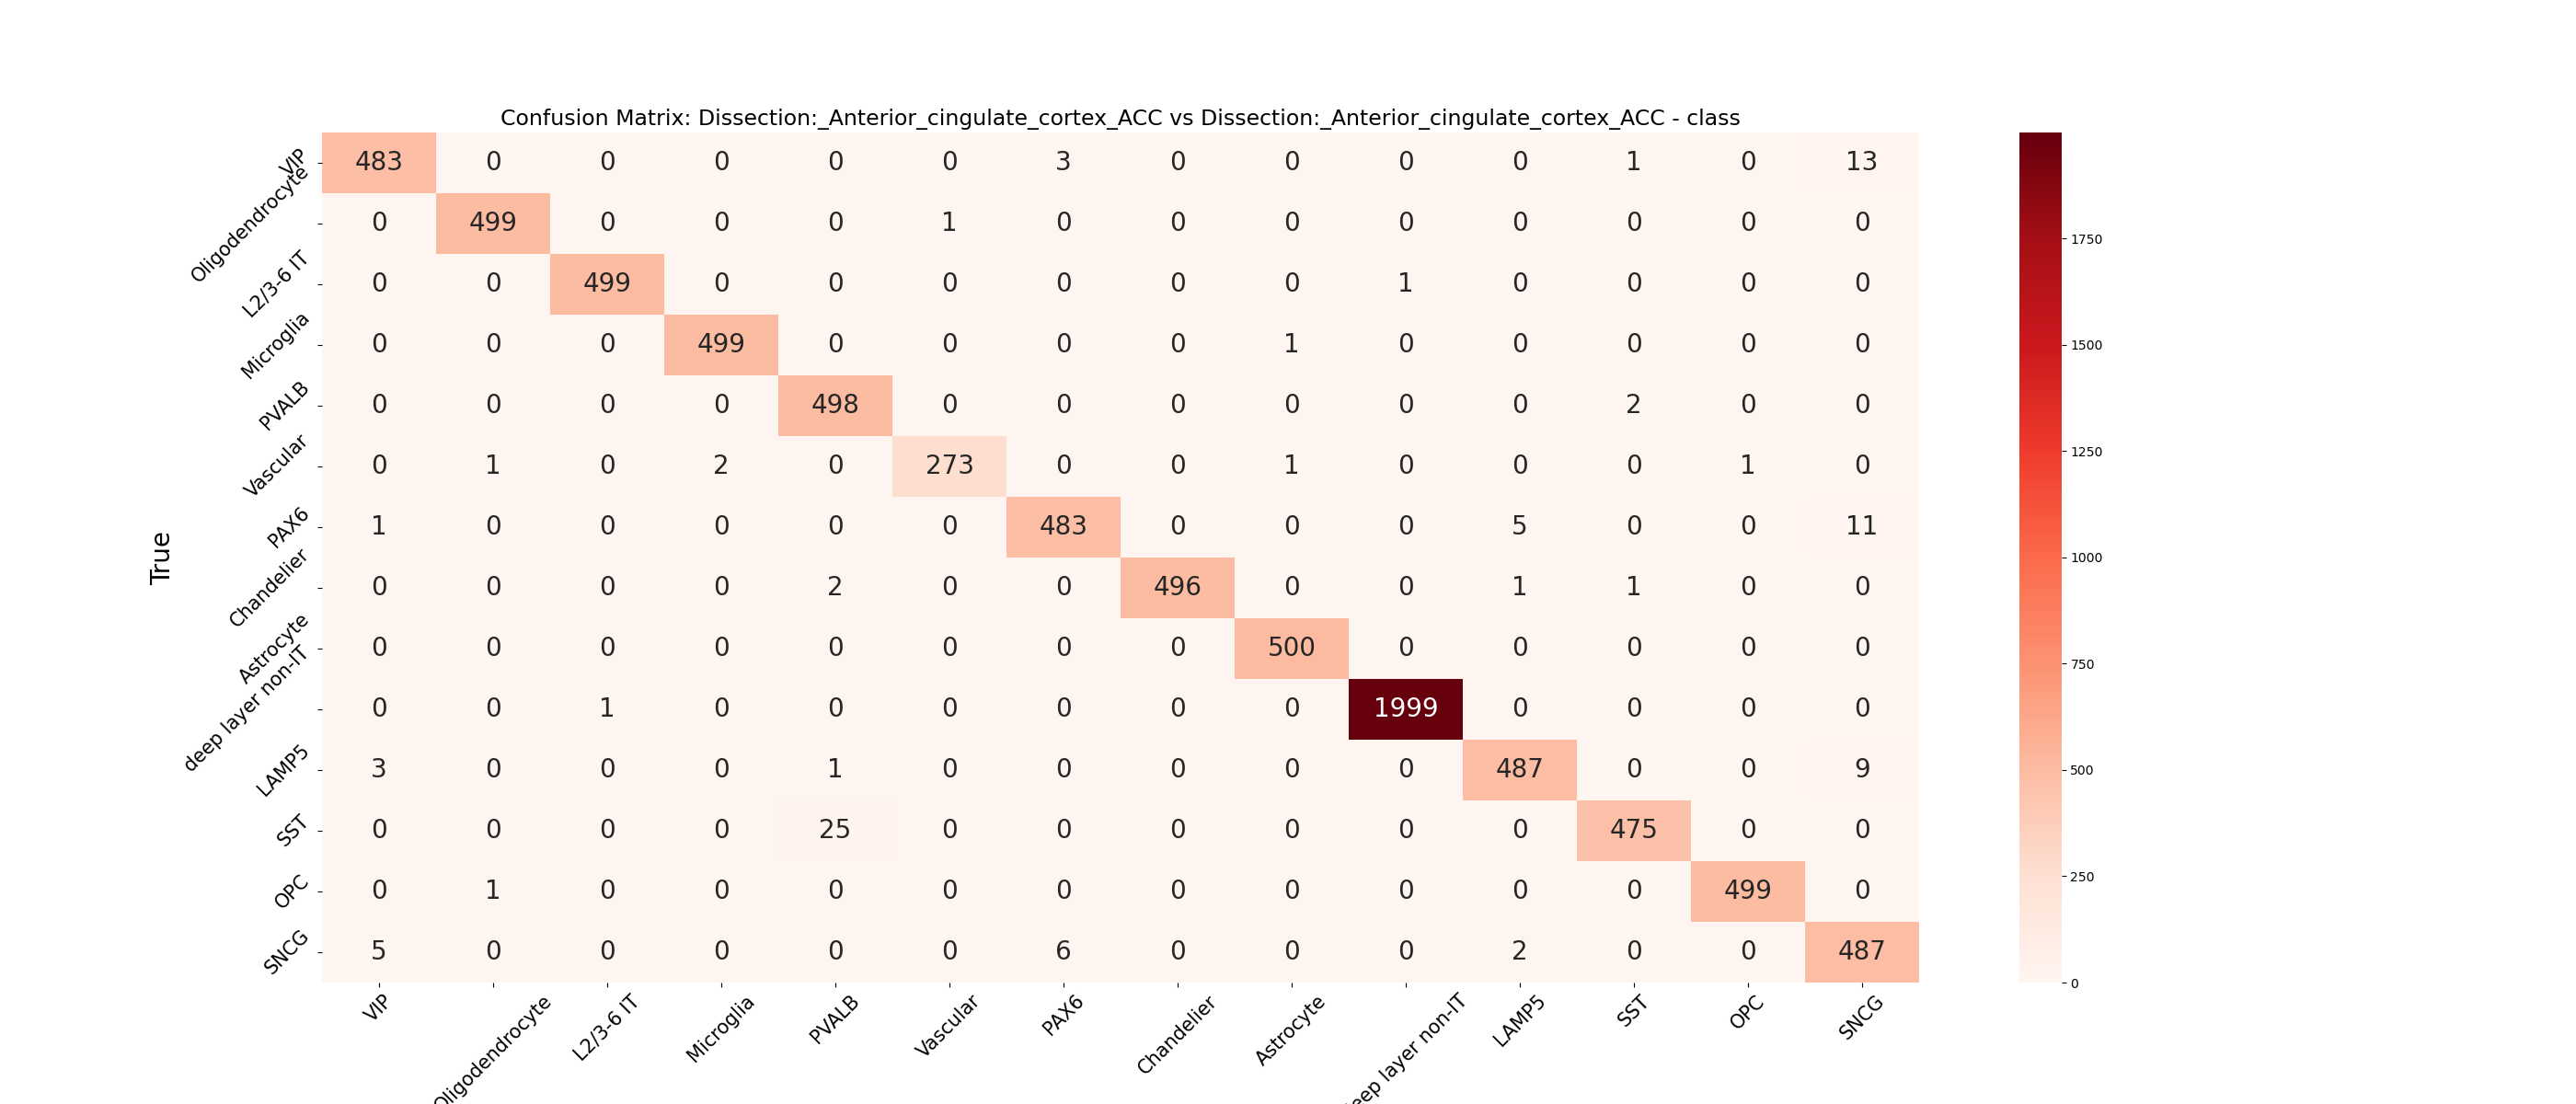 Confusion Matrix: Dissection:_Anterior_cingulate_cortex_ACC vs Dissection:_Anterior_cingulate_cortex_ACC - class
True
VIP 483 0 0 0 0 0 3 0 0 0 0 1 0 13
Oligodendrocyte 0 499 0 0 0 1 0 0 0 0 0 0 0 0
L2/3-6 IT 0 0 499 0 0 0 0 0 0 1 0 0 0 0
Microglia 0 0 0 499 0 0 0 0 1 0 0 0 0 0
PVALB 0 0 0 0 498 0 0 0 0 0 0 2 0 0
Vascular 0 1 0 2 0 273 0 0 1 0 0 0 1 0
PAX6 1 0 0 0 0 0 483 0 0 0 5 0 0 11
Chandelier 0 0 0 0 2 0 0 496 0 0 1 1 0 0
Astrocyte 0 0 0 0 0 0 0 0 500 0 0 0 0 0
deep layer non-IT 0 0 1 0 0 0 0 0 0 1999 0 0 0 0
LAMP5 3 0 0 0 1 0 0 0 0 0 487 0 0 9
SST 0 0 0 0 25 0 0 0 0 0 0 475 0 0
OPC 0 1 0 0 0 0 0 0 0 0 0 0 499 0
SNCG 5 0 0 0 0 0 6 0 0 0 2 0 0 487
VIP Oligodendrocyte L2/3-6 IT Microglia PVALB Vascular PAX6 Chandelier Astrocyte eep layer non-IT LAMP5 SST OPC SNCG
1750
1500
1250
1000
750
500
250
0